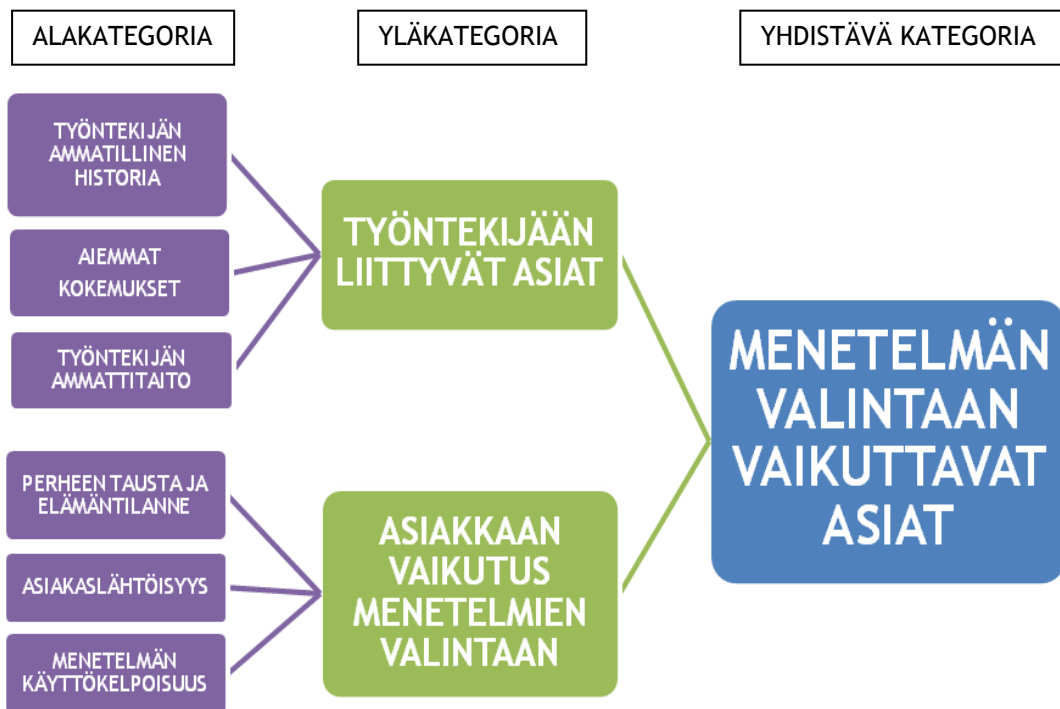 ALAKATEGORIA
YLÄKATEGORIA
YHDISTÄVÄ KATEGORIA
TYÖNTEKIJÄN
AMMATILLINEN
HISTORIA
AIEMMAT
KOKEMUKSET
TYÖNTEKIJÄN
AMMATTITAITO
PERHEEN TAUSTA JA
ELÄMÄNTILANNE
ASIAKASLÄHTÖISYYS
MENETELMÄN
KÄYTTÖKELPOISUUS
TYÖNTEKIJÄÄN
LIITTYVÄT ASIAT
ASIAKKAAN
VAIKUTUS
MENETELMIEN
VALINTAAN
MENETELMÄN
VALINTAAN
VAIKUTTAVAT
ASIAT